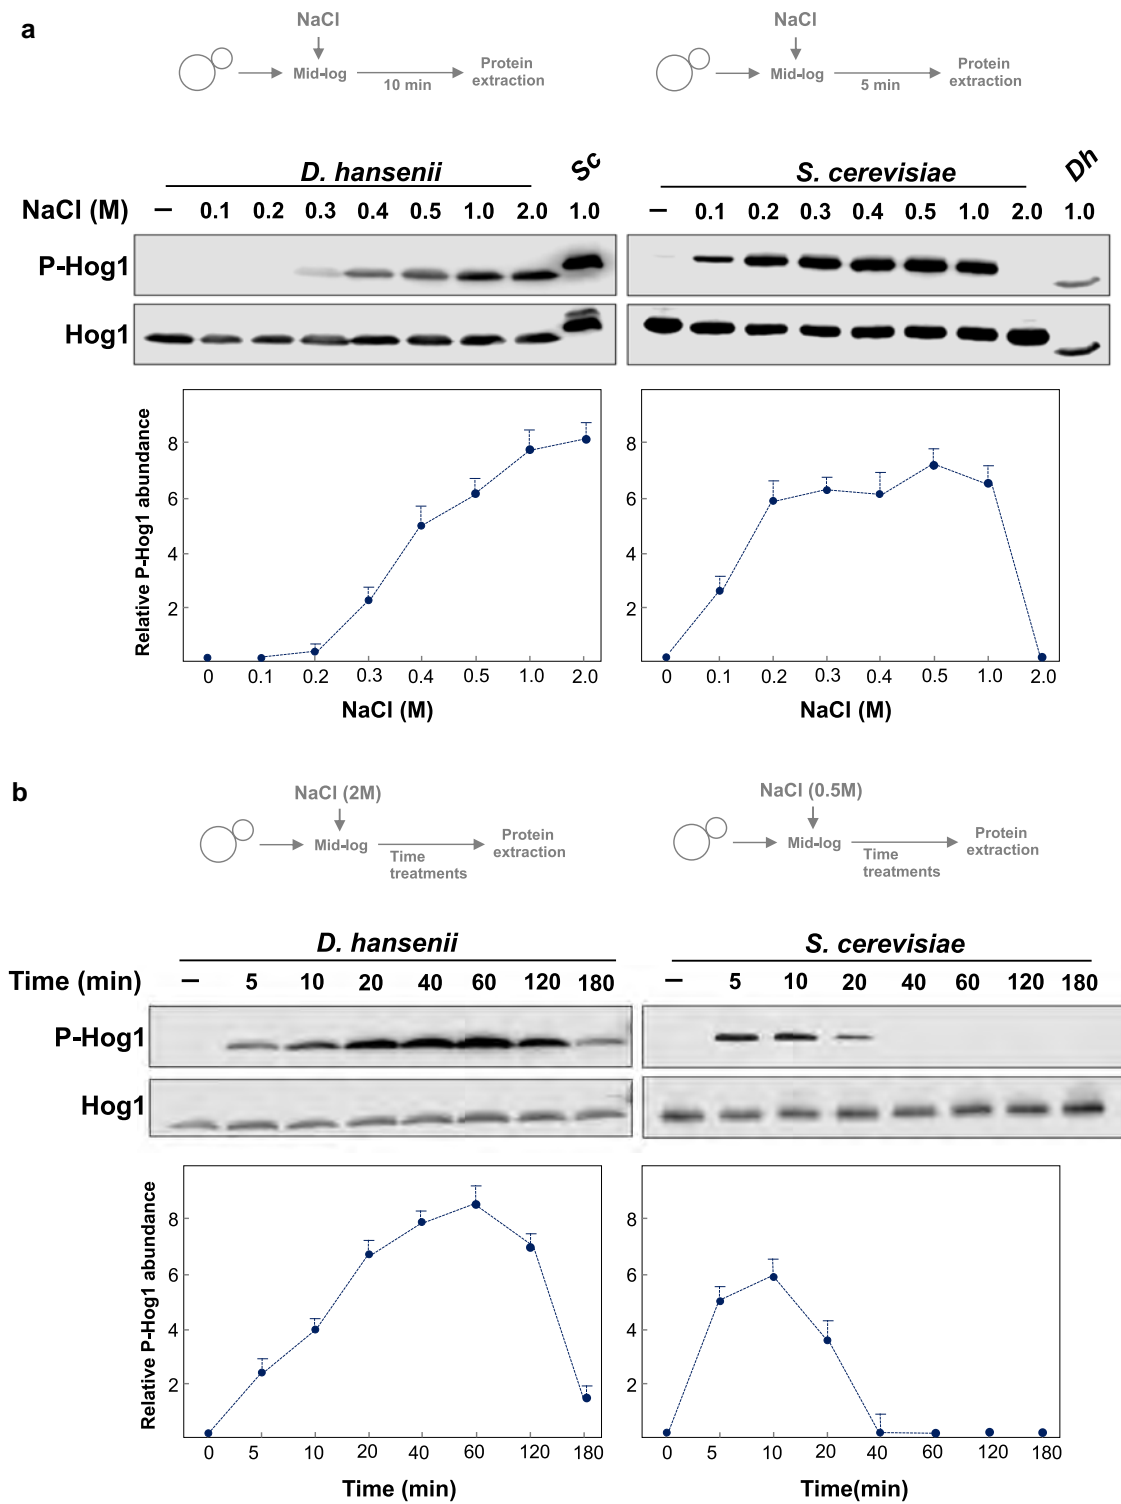 a
NaCl
Mid-log
10 min
Protein
extraction
NaCl
Mid-log
5 min
Protein
extraction
D. hansenii
Sc
NaCl (M)
– 0.1 0.2 0.3 0.4 0.5 1.0 2.0 1.0
S. cerevisiae
Dh
– 0.1 0.2 0.3 0.4 0.5 1.0 2.0 1.0
P-Hog1
Hog1
Relative P-Hog1 abundance
8
6
4
2
0 0.1 0.2 0.3 0.4 0.5 1.0 2.0
NaCl (M)
8
6
4
2
0 0.1 0.2 0.3 0.4 0.5 1.0 2.0
NaCl (M)
b
NaCl (2M)
Mid-log
Time
treatments
Protein
extraction
NaCl (0.5M)
Mid-log
Time
treatments
Protein
extraction
D. hansenii
Time (min)
– 5 10 20 40 60 120 180
S. cerevisiae
– 5 10 20 40 60 120 180
P-Hog1
Hog1
Relative P-Hog1 abundance
8
6
4
2
0 5 10 20 40 60 120 180
Time (min)
8
6
4
2
0 5 10 20 40 60 120 180
Time(min)